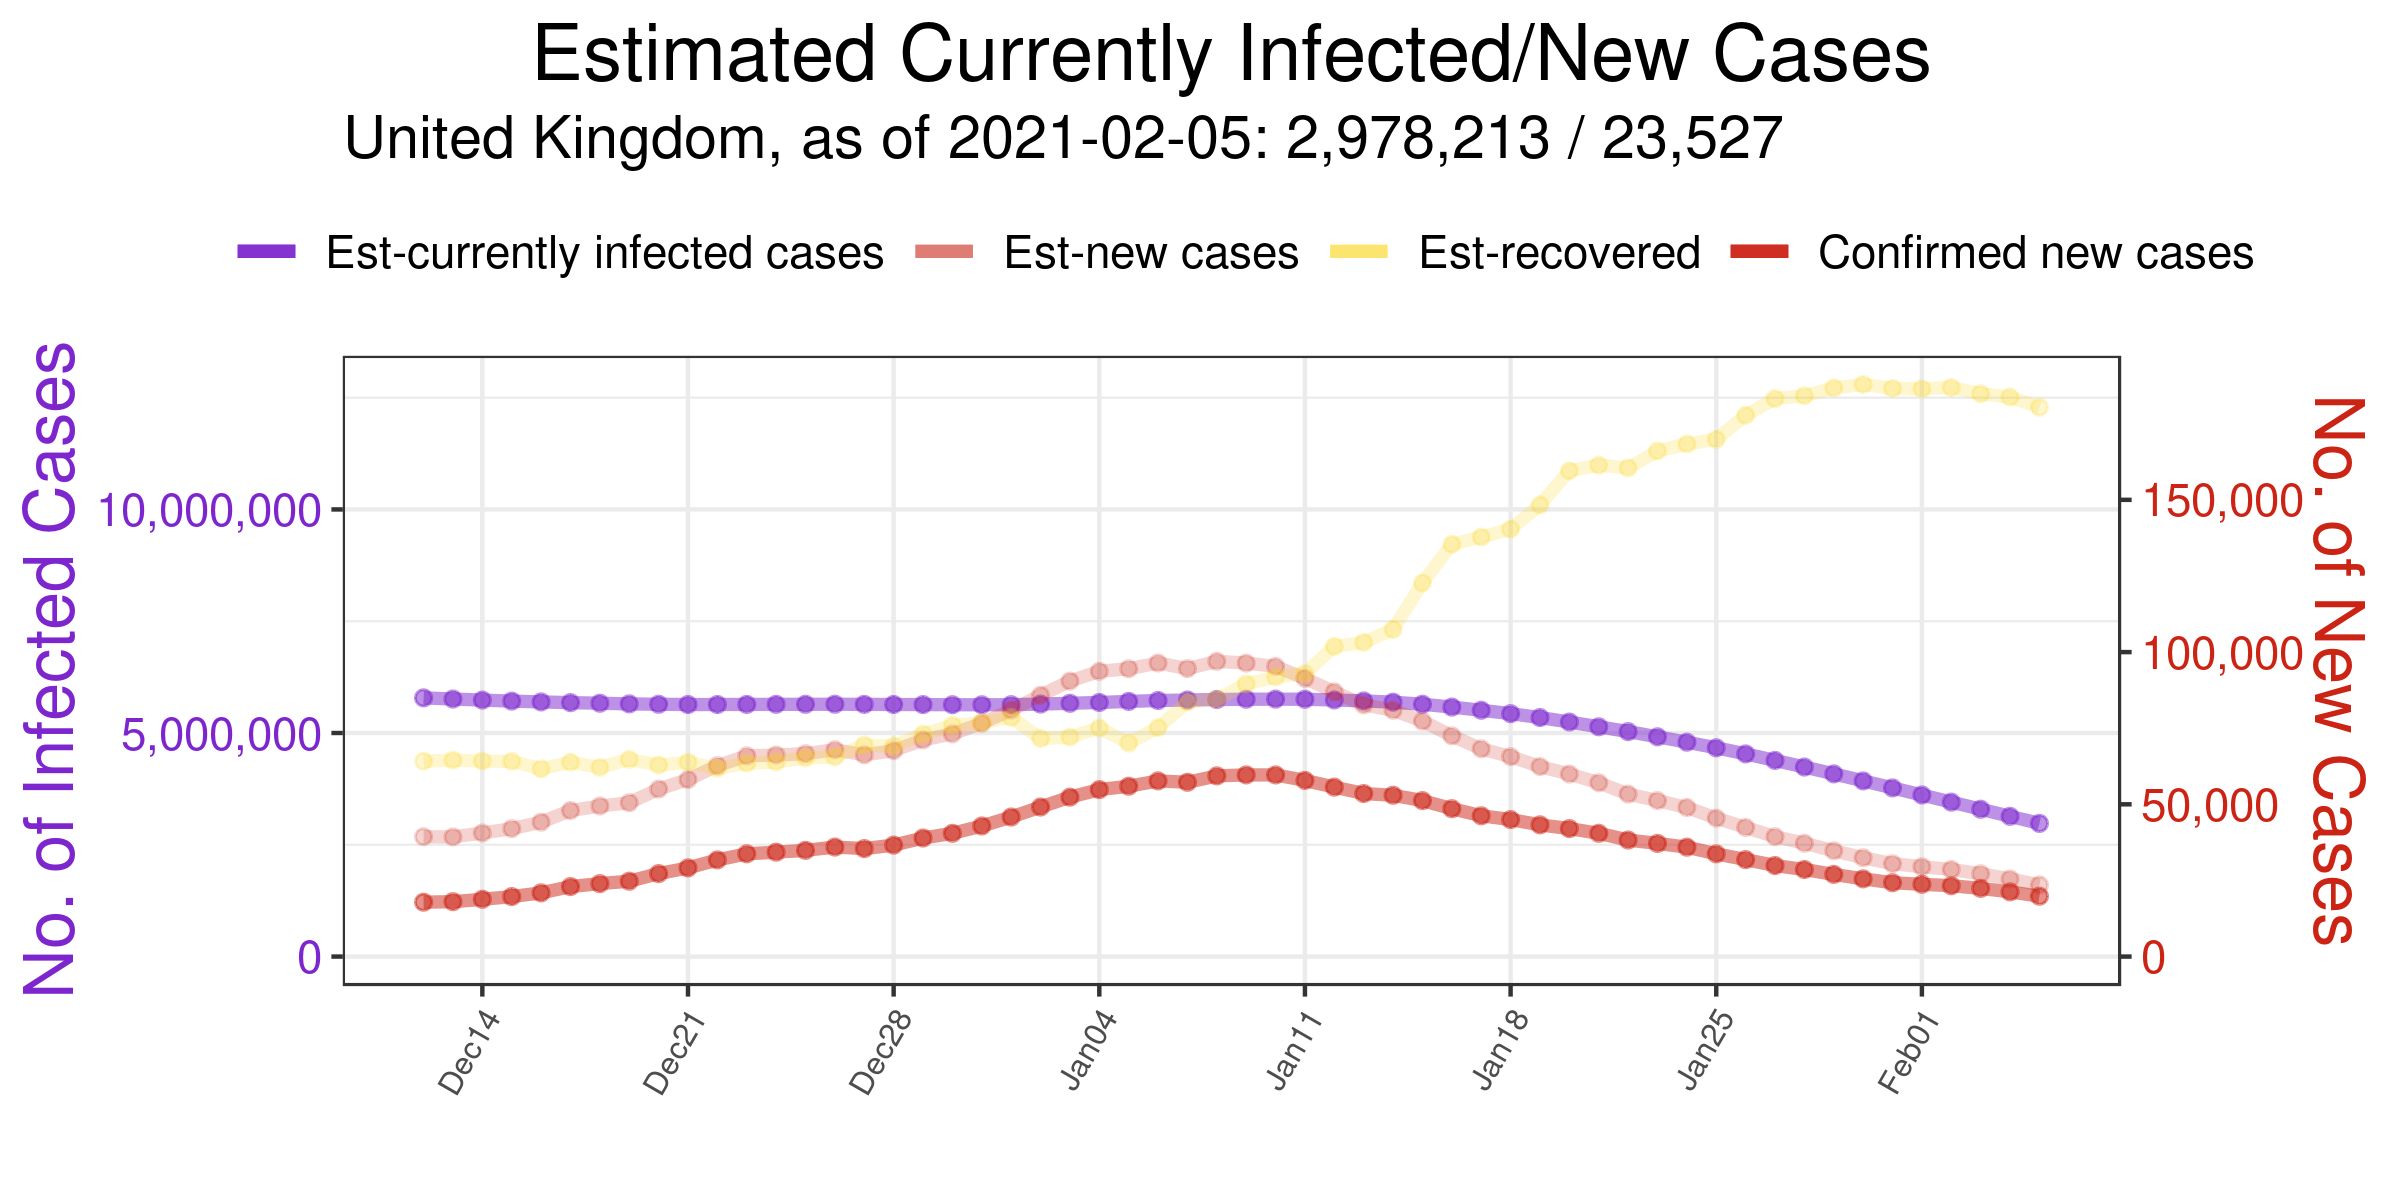 Estimated Currently Infected/New Cases
United Kingdom, as of 2021-02-05: 2,978,213 / 23,527
Est-currently infected cases Est-new cases Est-recovered Confirmed new cases
No. of Infected Cases
10,000,000
5,000,000
0
150,000
100,000
50,000
0
No. of New Cases
Dec14 Dec21 Dec28 Jan04 Jan11 Jan18 Jan25 Feb01